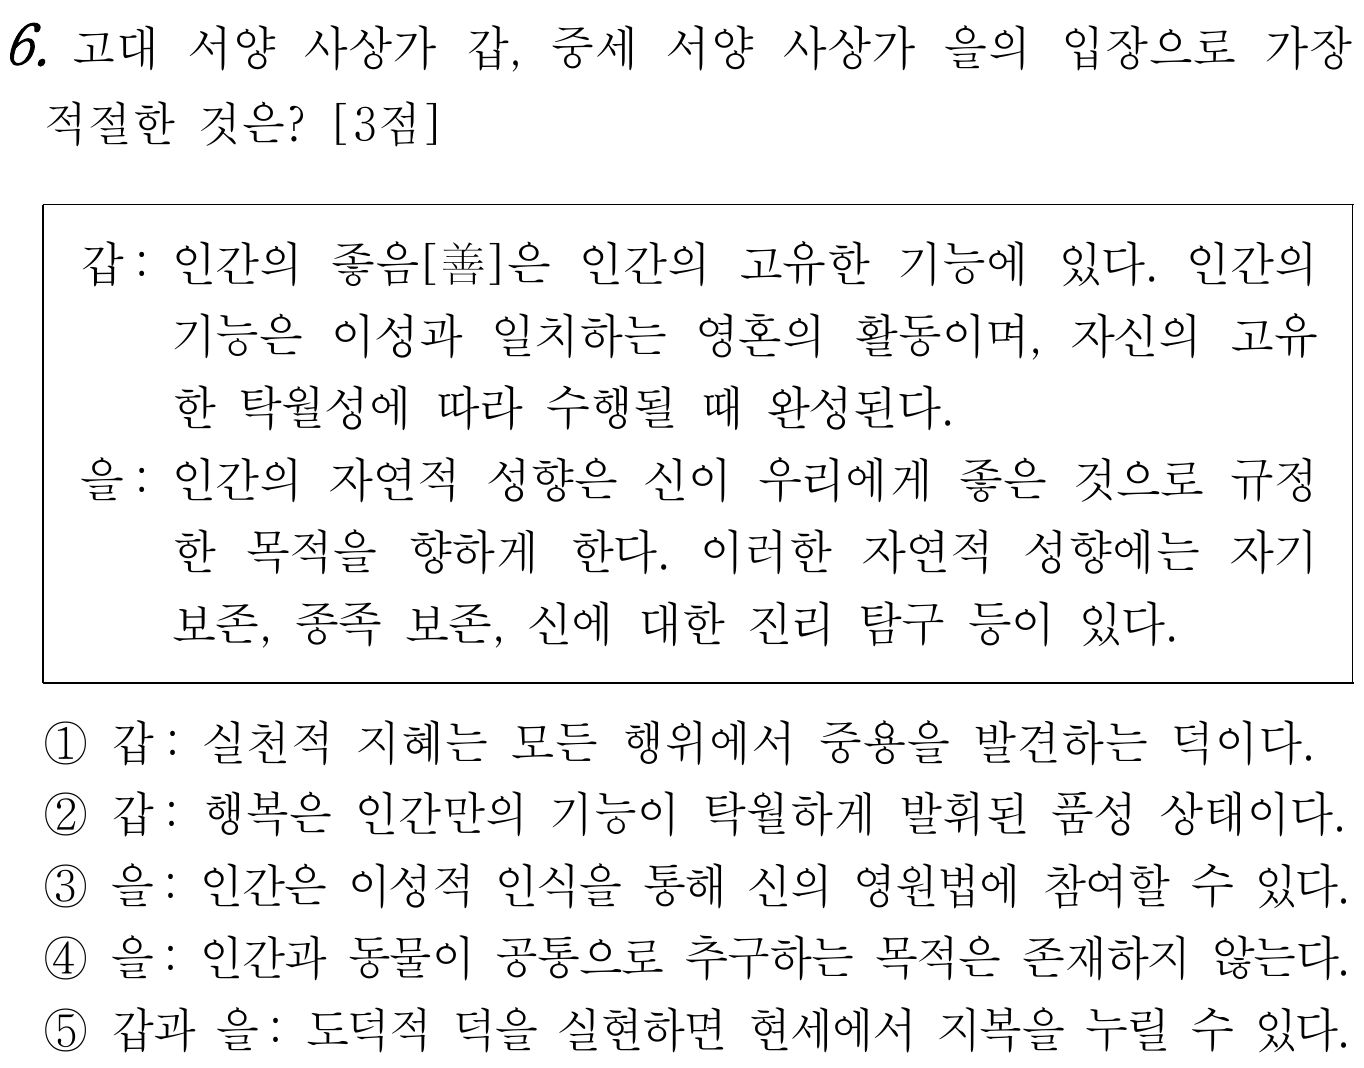 6. 고대 서양 사상가 갑, 중세 서양 사상가 을의 입장으로 가장
적절한 것은? [3점]
갑: 인간의 좋음[善]은 인간의 고유한 기능에 있다. 인간의
기능은 이성과 일치하는 영혼의 활동이며, 자신의 고유
한 탁월성에 따라 수행될 때 완성된다.
을: 인간의 자연적 성향은 신이 우리에게 좋은 것으로 규정
한 목적을 향하게 한다. 이러한 자연적 성향에는 자기
보존, 종족 보존, 신에 대한 진리 탐구 등이 있다.
① 갑: 실천적 지혜는 모든 행위에서 중용을 발견하는 덕이다.
② 갑: 행복은 인간만의 기능이 탁월하게 발휘된 품성 상태이다.
③ 을: 인간은 이성적 인식을 통해 신의 영원법에 참여할 수 있다.
④ 을: 인간과 동물이 공통으로 추구하는 목적은 존재하지 않는다.
⑤ 갑과 을: 도덕적 덕을 실현하면 현세에서 지복을 누릴 수 있다.